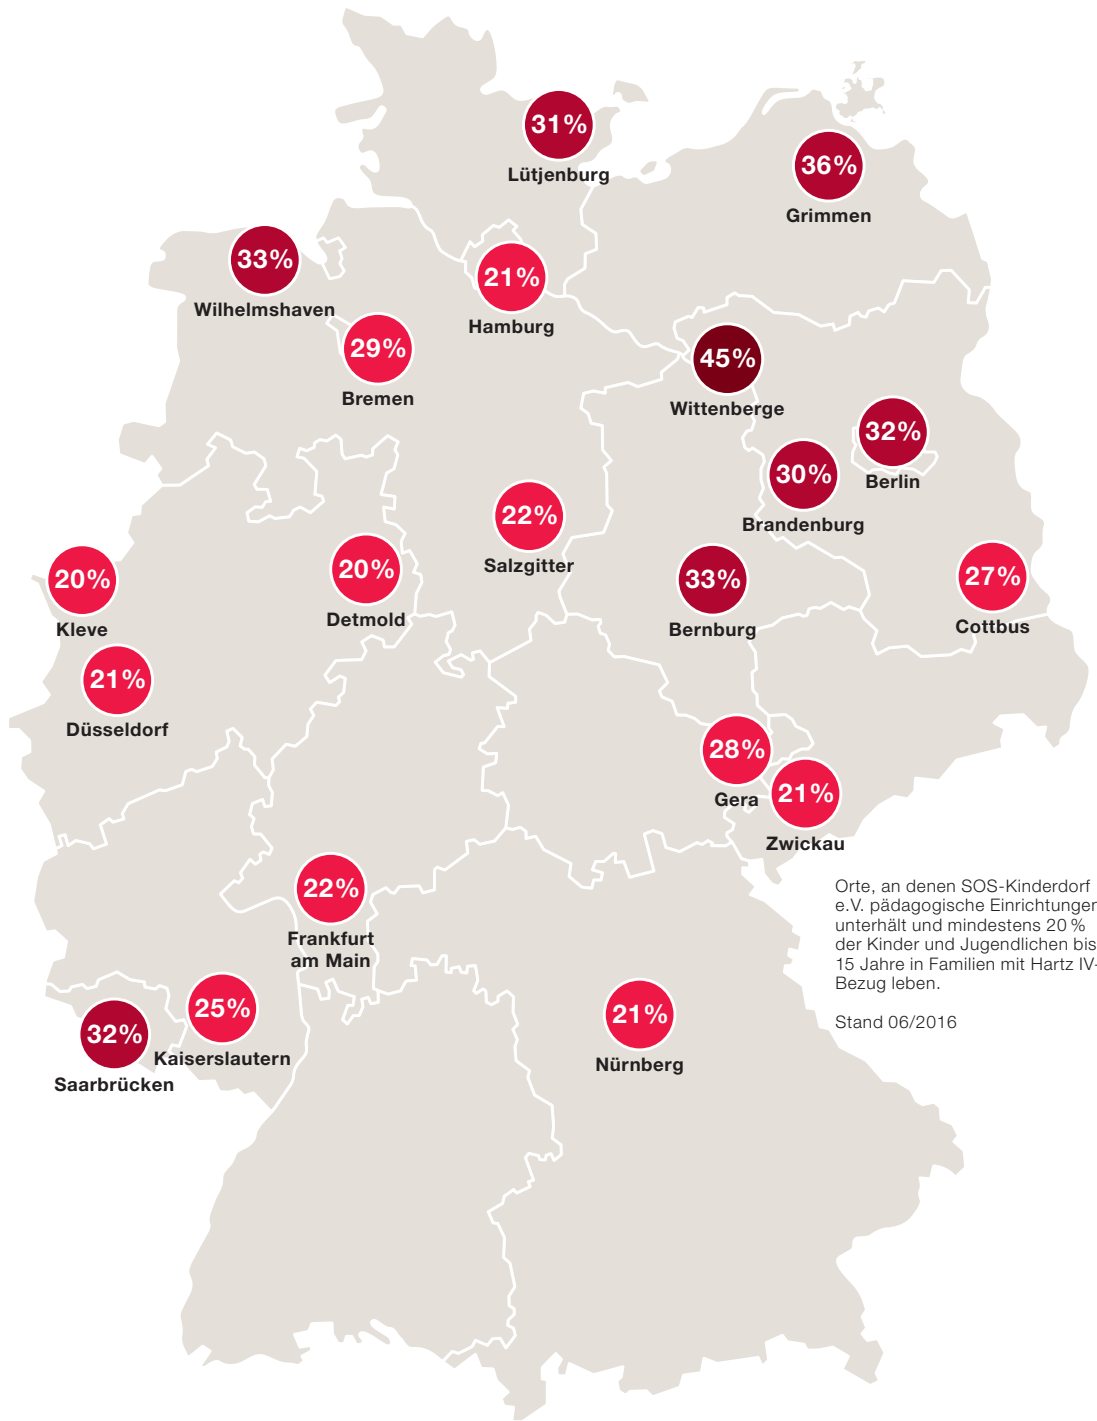 31%
Lütjenburg
36%
Grimmen
33%
Wilhelmshaven
21%
Hamburg
29%
Bremen
45%
Wittenberge
32%
Berlin
30%
Brandenburg
22%
Salzgitter
20%
Detmold
33%
Bernburg
27%
Cottbus
20%
Kleve
21%
Düsseldorf
28%
Gera
21%
Zwickau
22%
Frankfurt
am Main
25%
Kaiserslautern
32%
Saarbrücken
21%
Nürnberg
Orte, an denen SOS-Kinderdorf
e.V. pädagogische Einrichtunger
unterhält und mindestens 20 %
der Kinder und Jugendlichen bis
15 Jahre in Familien mit Hartz IV-
Bezug leben.
Stand 06/2016